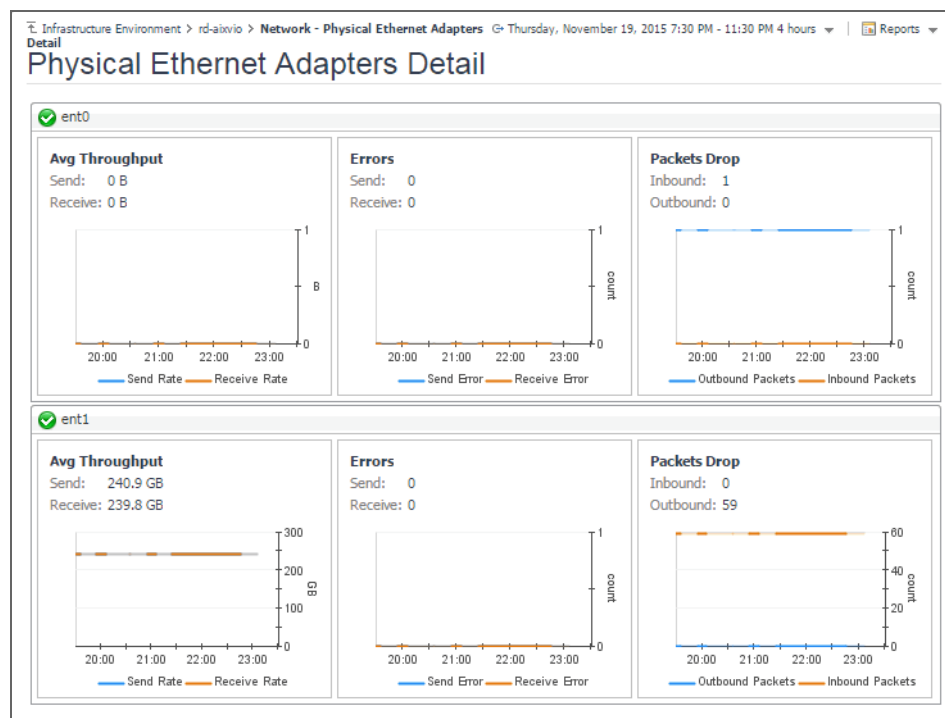 Infrastructure Environment > rd-aixvio > Network - Physical Ethernet Adapters Thursday, November 19, 2015 7:30 PM - 11:30 PM 4 hours | Reports
Detail
Physical Ethernet Adapters Detail
ent0
Avg Throughput
Send: 0 B
Receive: 0 B
1
B
0
20:00 21:00 22:00 23:00
Send Rate Receive Rate
Errors
Send: 0
Receive: 0
1
count
0
20:00 21:00 22:00 23:00
Send Error Receive Error
Packets Drop
Inbound: 1
Outbound: 0
1
count
0
20:00 21:00 22:00 23:00
Outbound Packets Inbound Packets
ent1
Avg Throughput
Send: 240.9 GB
Receive: 239.8 GB
300
200
GB
100
0
20:00 21:00 22:00 23:00
Send Rate Receive Rate
Errors
Send: 0
Receive: 0
1
count
0
20:00 21:00 22:00 23:00
Send Error Receive Error
Packets Drop
Inbound: 0
Outbound: 59
60
40
count
20
0
20:00 21:00 22:00 23:00
Outbound Packets Inbound Packets